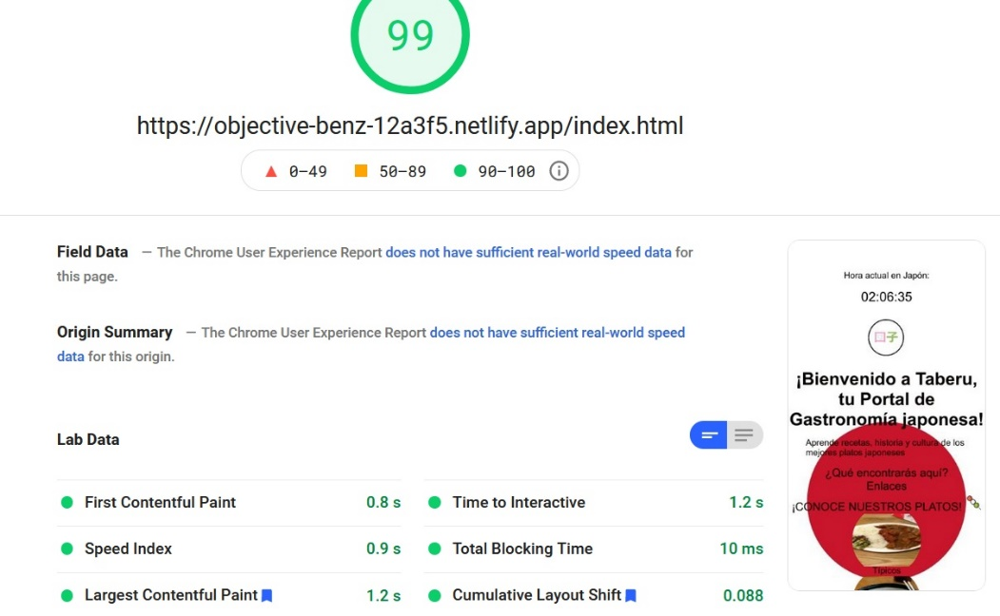 99
https://objective-benz-12a3f5.netlify.app/index.html
0–49
50–89
90–100
Field Data — The Chrome User Experience Report does not have sufficient real-world speed data for
this page.
Origin Summary — The Chrome User Experience Report does not have sufficient real-world speed
data for this origin.
Lab Data
First Contentful Paint 0.8 s
Time to Interactive 1.2 s
Speed Index 0.9 s
Total Blocking Time 10 ms
Largest Contentful Paint 1.2 s
Cumulative Layout Shift 0.088
Hora actual en Japón:
02:06:35
口子
¡Bienvenido a Taberu,
tu Portal de
Gastronomía japonesa!
Aprende recetas, historia y cultura de los
mejores platos japoneses
¿Qué encontrarás aquí?
Enlaces
¡CONOCE NUESTROS PLATOS!
Típicos